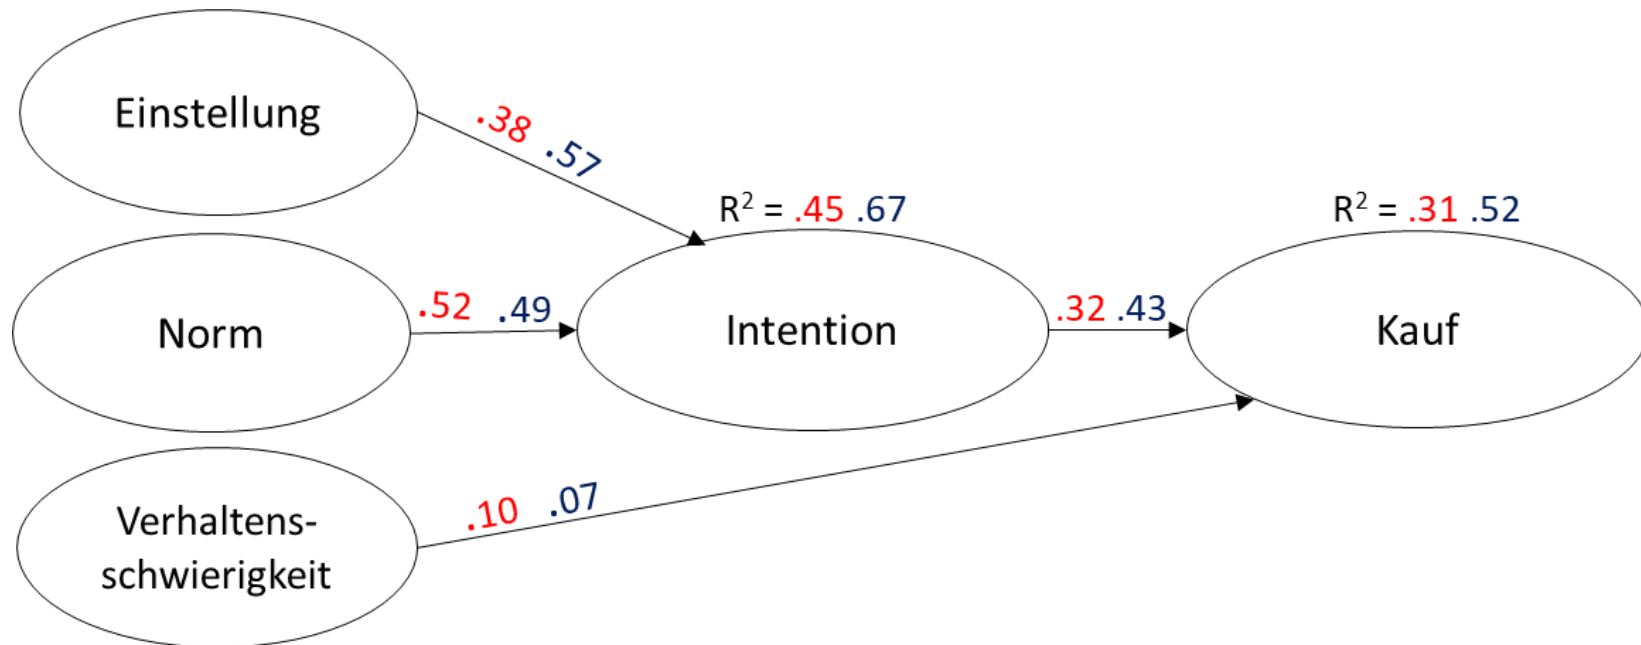 Einstellung
.38 .57
R² = .45 .67
R² = .31 .52
Norm
.52 .49
Intention
.32 .43
Kauf
Verhaltens-
schwierigkeit
.10 .07